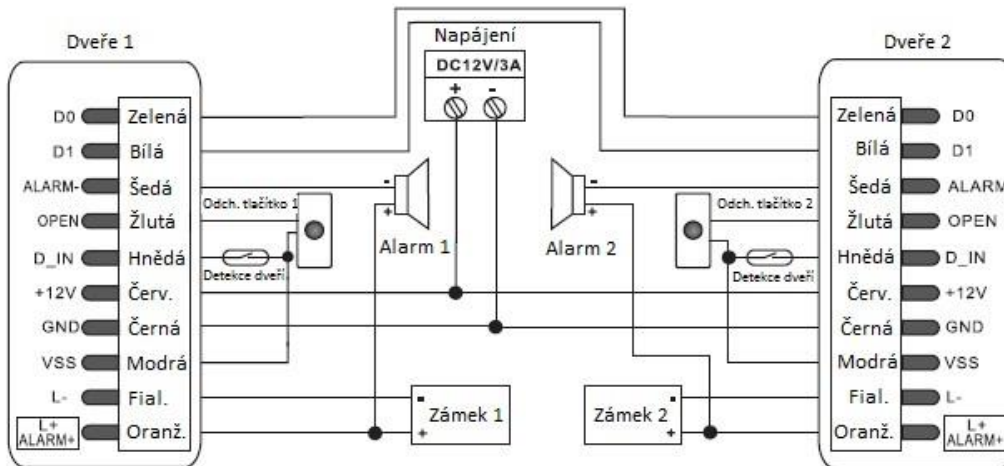 Dveře 1
Napájení
Dveře 2
DC12V/3A
+ -
D0 Zelená
Zelená D0
D1 Bílá
Bílá D1
ALARM- Šedá
-
-
Šedá ALARM
Odch. tlačítko 1
Odch. tlačítko 2
+
+
OPEN Žlutá
Žlutá OPEN
Alarm 1
Alarm 2
D_IN Hnědá
Hnědá D_IN
Detekce dveří
Detekce dveří
+12V Červ.
Červ. +12V
GND Černá
Černá GND
VSS Modrá
Modrá VSS
L- Fial.
-
-
Fial. L-
Zámek 1
Zámek 2
L+
ALARM+
Oranž.
+
+
Oranž.
L+
ALARM+